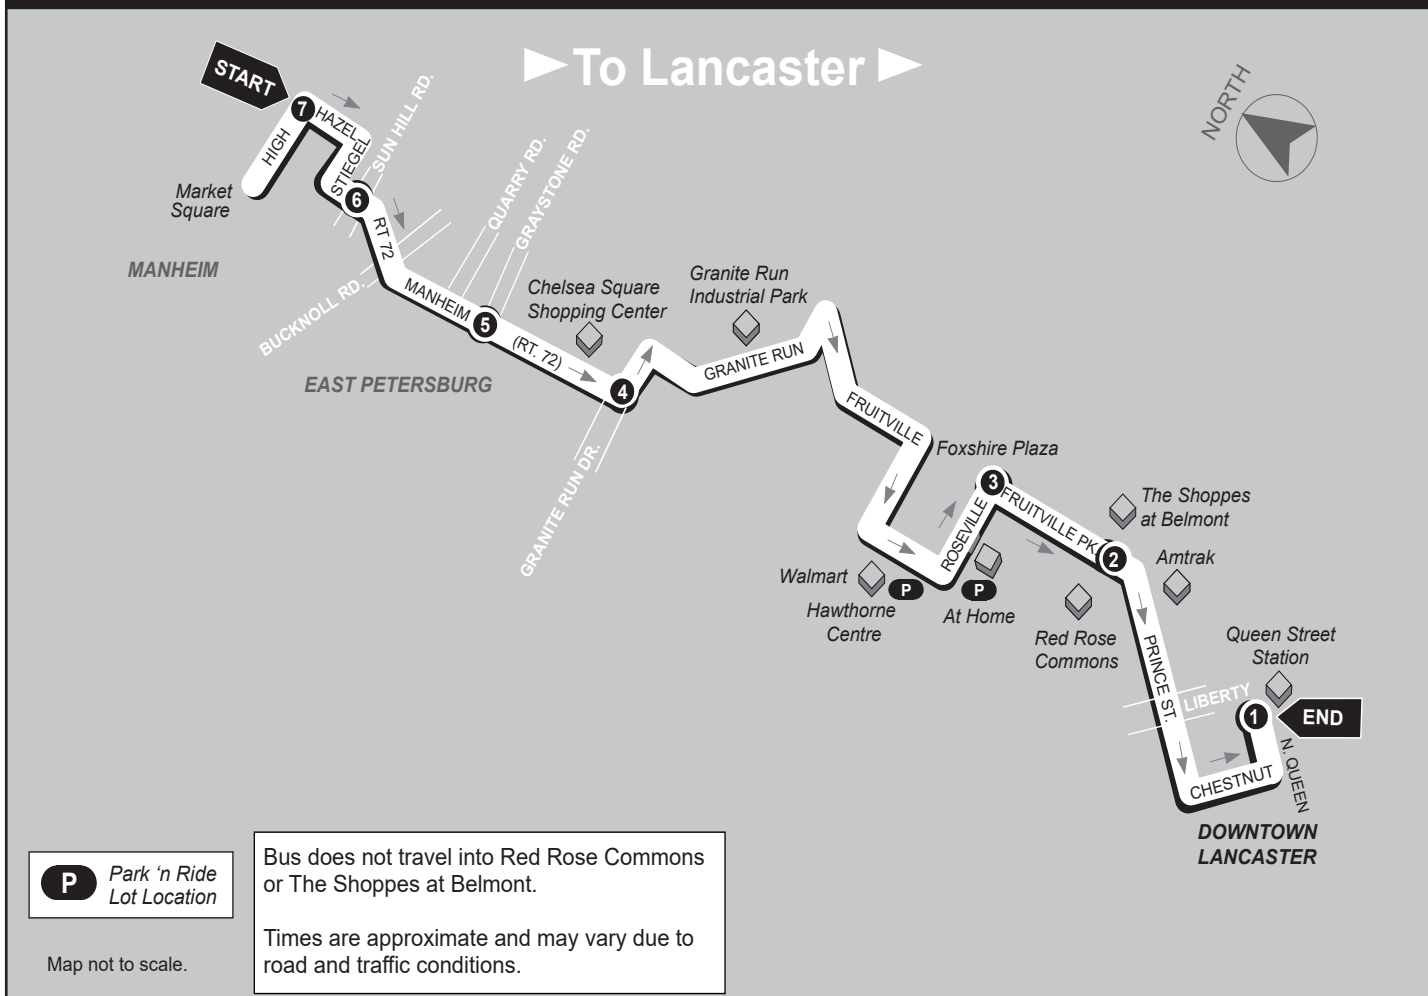 To Lancaster
START
NORTH
7
HAZEL
HIGH
STIEGEL
SUN HILL RD.
Market
Square
6
RT 72
QUARRY RD.
GRAYSTONE RD.
MANHEIM
BUCKNOLL RD.
MANHEIM
5
(RT. 72)
Chelsea Square
Shopping Center
Granite Run
Industrial Park
EAST PETERSBURG
4
GRANITE RUN
GRANITE RUN DR.
FRUITVILLE
Foxshire Plaza
3
ROSEVILLE
FRUITVILLE PK.
The Shoppes
at Belmont
2
Amtrak
Walmart
P
Hawthorne
Centre
P
At Home
Red Rose
Commons
PRINCE ST.
Queen Street
Station
LIBERTY
1
END
N. QUEEN
CHESTNUT
DOWNTOWN
LANCASTER
P
Park ‘n Ride
Lot Location
Map not to scale.
Bus does not travel into Red Rose Commons
or The Shoppes at Belmont.
Times are approximate and may vary due to
road and traffic conditions.